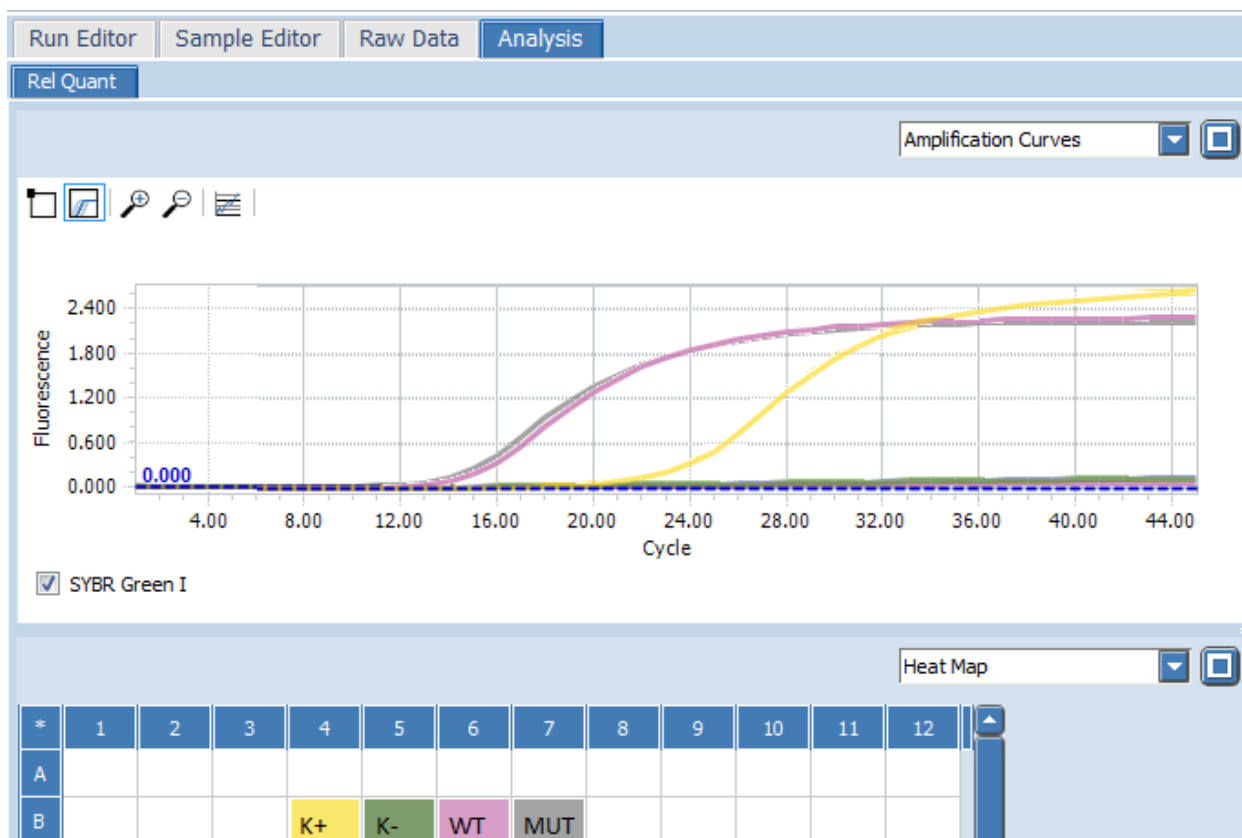 Run Editor Sample Editor Raw Data Analysis
Rel Quant
Amplification Curves
2.400
1.800
1.200
0.600
0.000
Fluorescence
0.000
4.00 8.00 12.00 16.00 20.00 24.00 28.00 32.00 36.00 40.00 44.00
Cycle
SYBR Green I
Heat Map
* 1 2 3 4 5 6 7 8 9 10 11 12
A
B K+ K- WT MUT